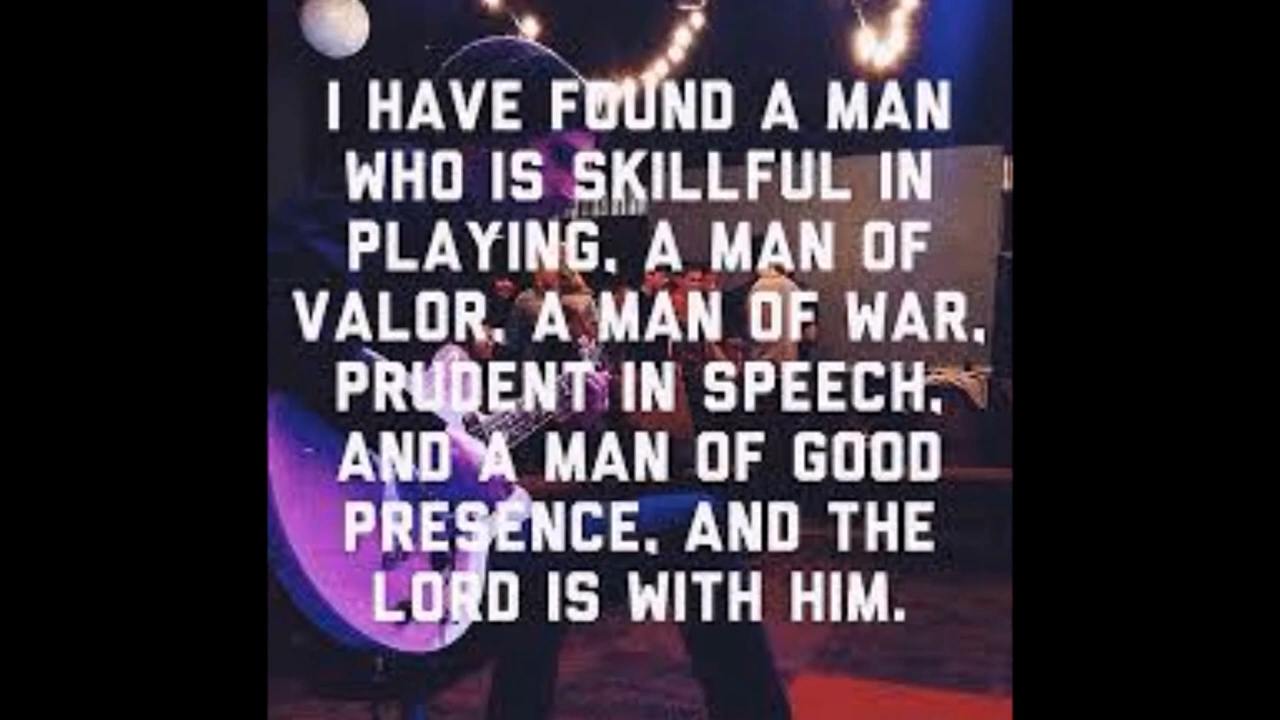 I HAVE FOUND A MAN
WHO IS SKILLFUL IN
PLAYING, A MAN OF
VALOR, A MAN OF WAR,
PRUDENT IN SPEECH,
AND A MAN OF GOOD
PRESENCE, AND THE
LORD IS WITH HIM.